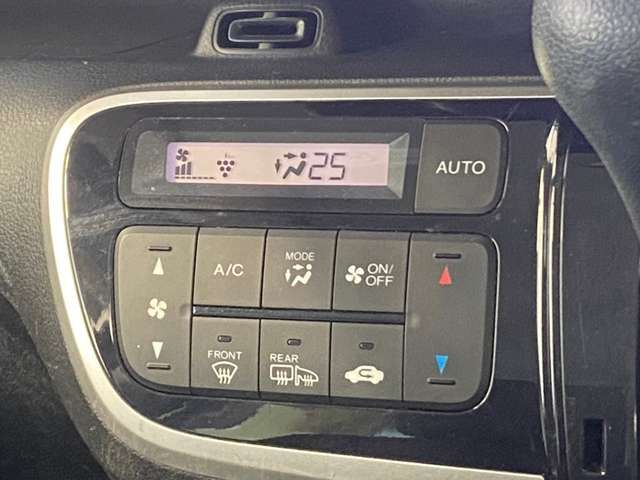 25
AUTO
A/C
MODE
ON/
OFF
FRONT
REAR